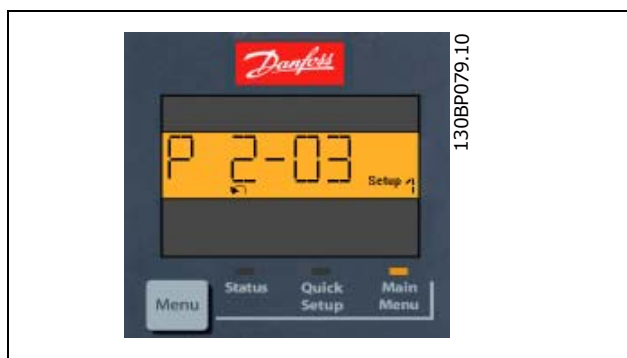 Danfoss
130BP079.10
P 2-03
Setup 1
Menu
Status
Quick Setup
Main Menu